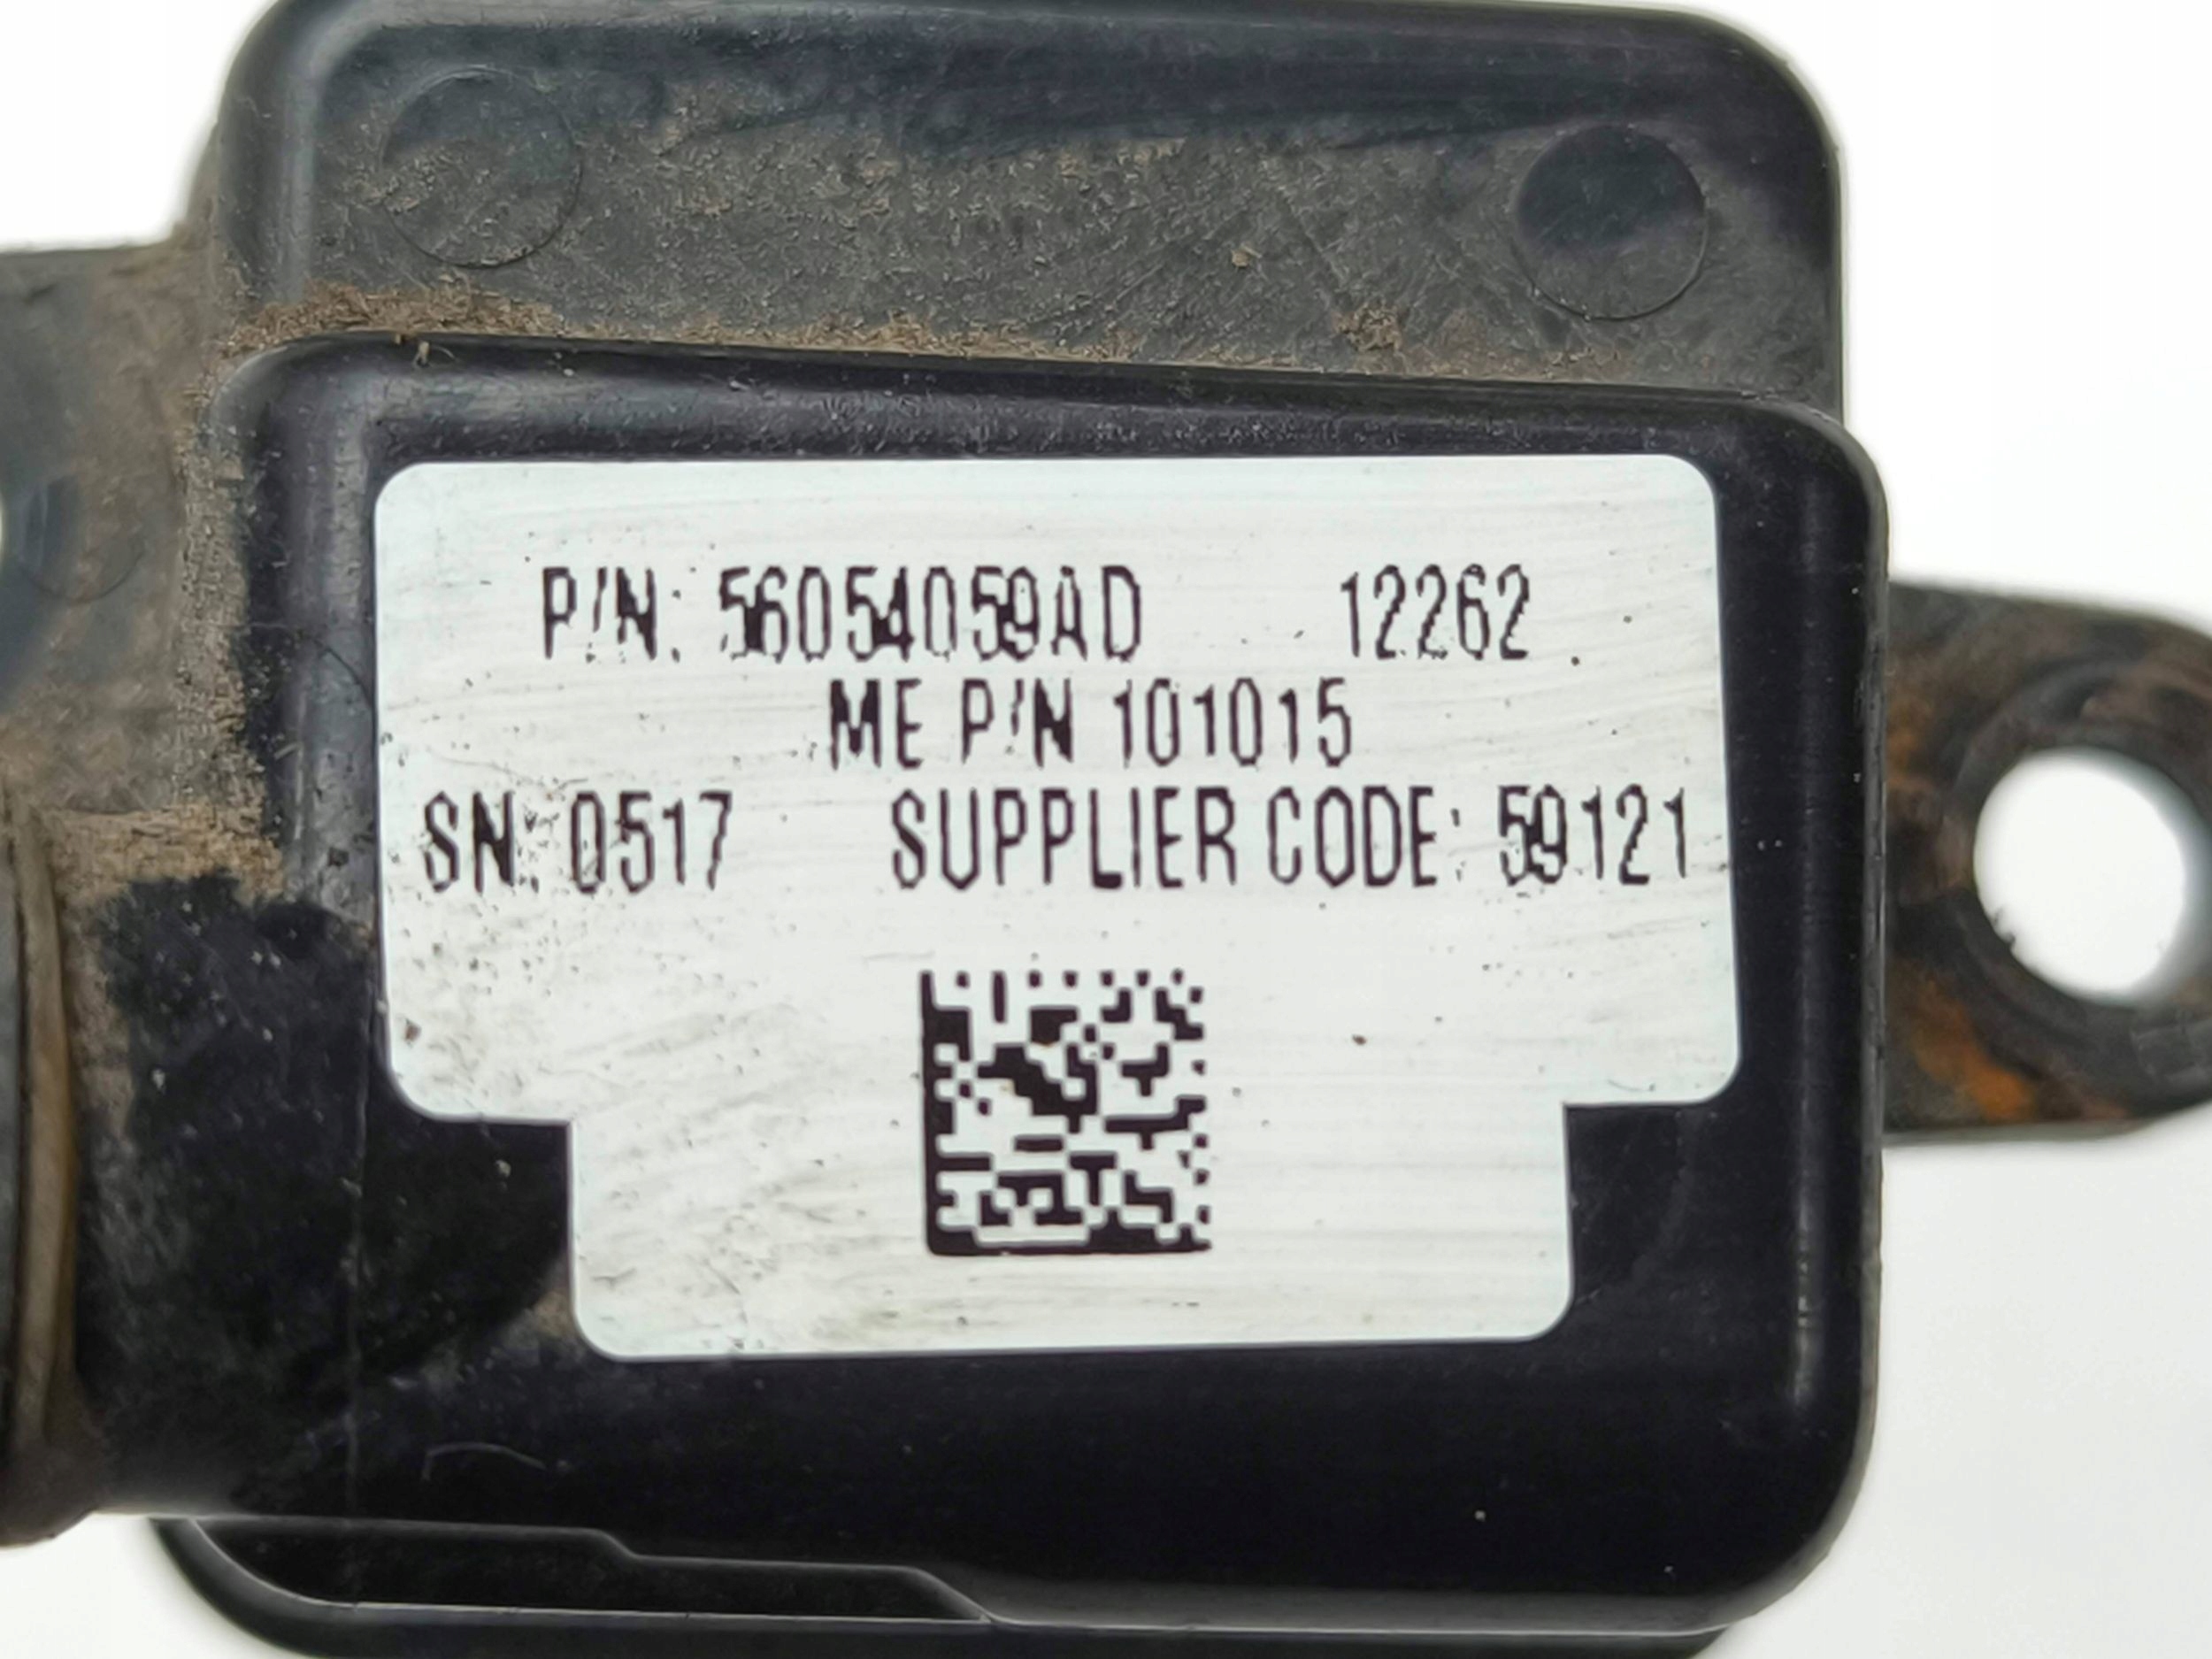 P/N: 56054059AD 12262
ME P/N 101015
SN: 0517 SUPPLIER CODE: 59121